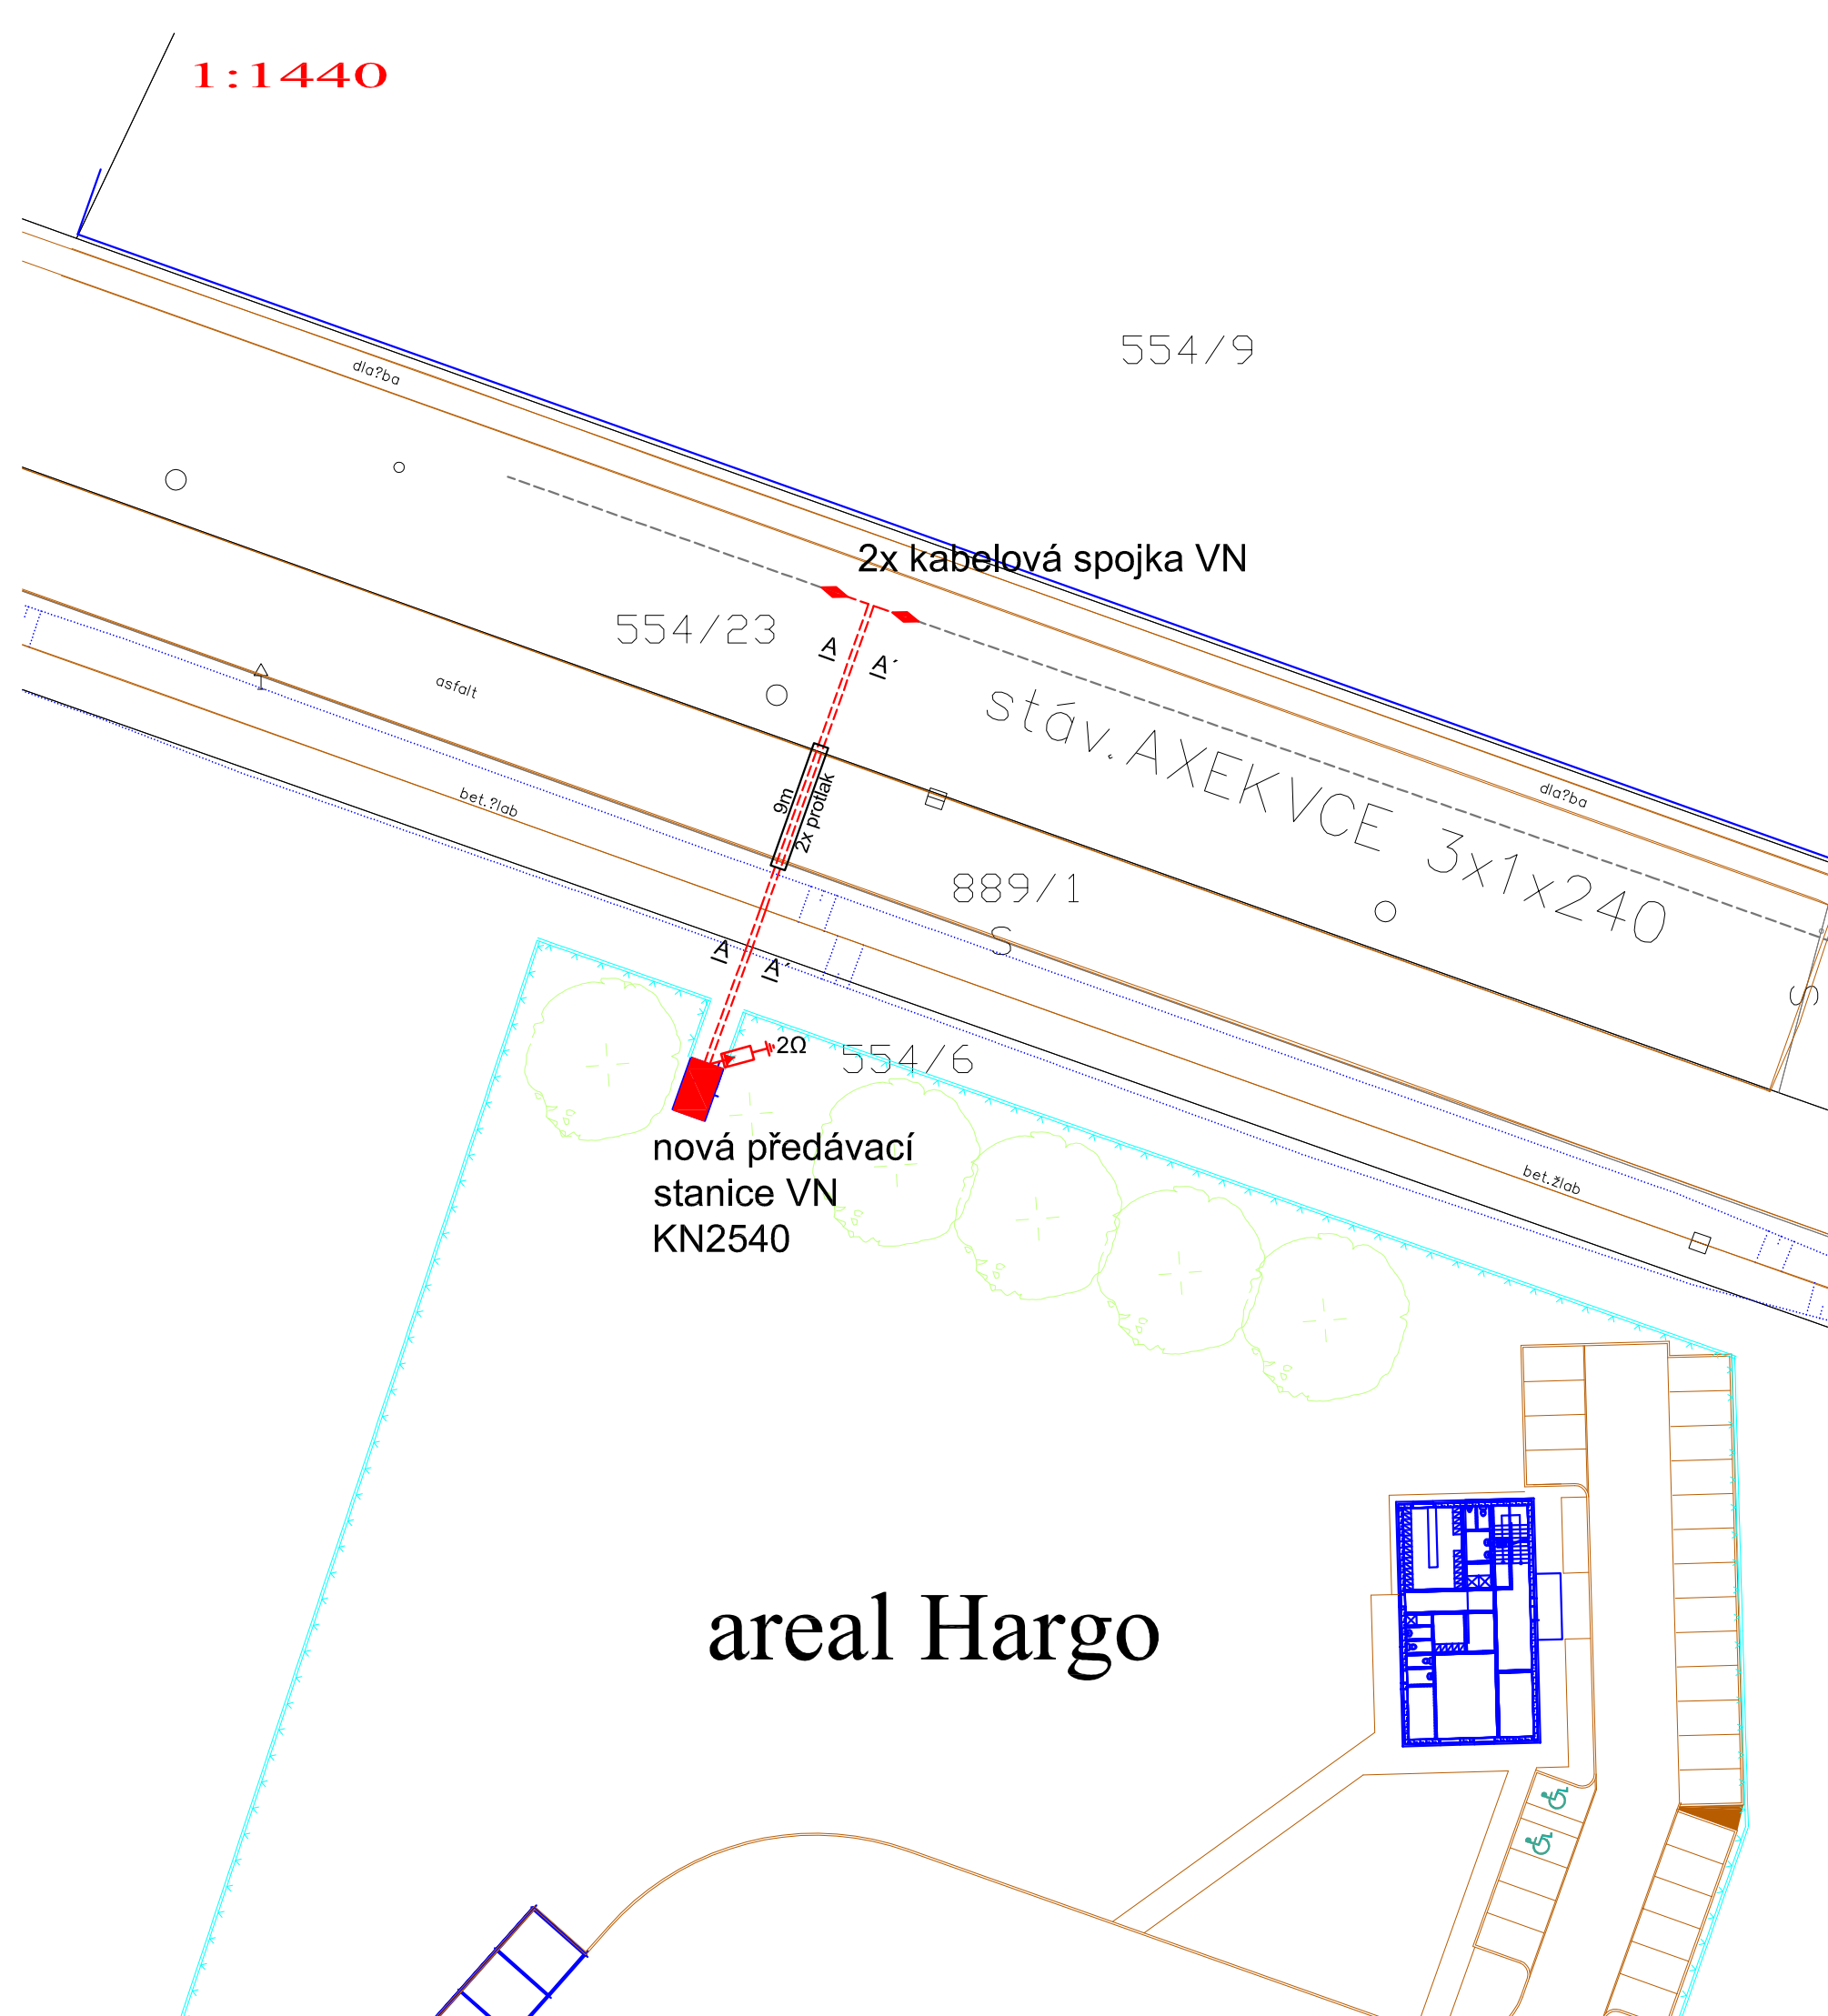 1:1440
554/9
dla?ba
2x kabelová spojka VN
554/23
A
A´
asfalt
stáv.AXEKVCE 3x1x240
9m
2x protlak
bet.?lab
dla?ba
889/1
S
S
A
A´
2Ω
554/6
nová předávací
stanice VN
KN2540
bet.žlab
areal Hargo